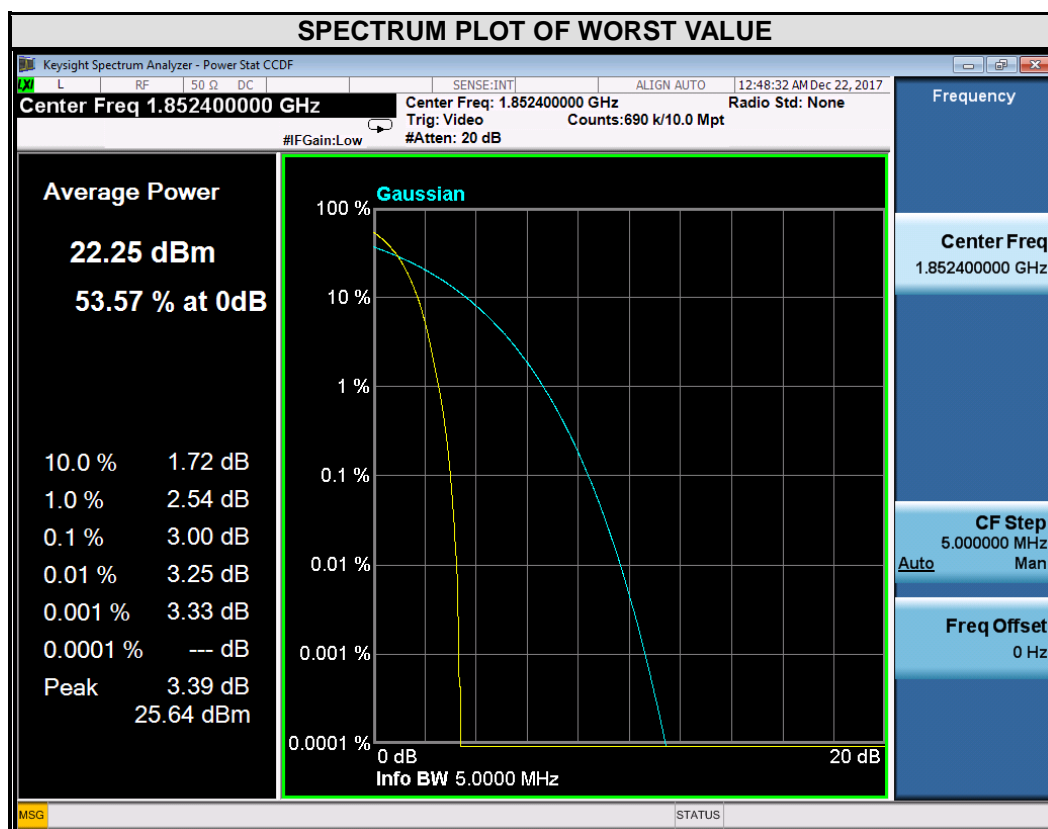 SPECTRUM PLOT OF WORST VALUE
Keysight Spectrum Analyzer - Power Stat CCDF
LXI L RF 50 Ω DC SENSE:INT ALIGN AUTO 12:48:32 AM Dec 22, 2017
Center Freq 1.852400000 GHz
#IFGain:Low
Center Freq: 1.852400000 GHz Radio Std: None
Trig: Video Counts:690 k/10.0 Mpt
#Atten: 20 dB
Average Power
22.25 dBm
53.57 % at 0dB
10.0 % 1.72 dB
1.0 % 2.54 dB
0.1 % 3.00 dB
0.01 % 3.25 dB
0.001 % 3.33 dB
0.0001 % --- dB
Peak 3.39 dB
25.64 dBm
Gaussian
100 %
10 %
1 %
0.1 %
0.01 %
0.001 %
0.0001 %
0 dB 20 dB
Info BW 5.0000 MHz
Frequency
Center Freq
1.852400000 GHz
CF Step
5.000000 MHz
Auto Man
Freq Offset
0 Hz
MSG STATUS